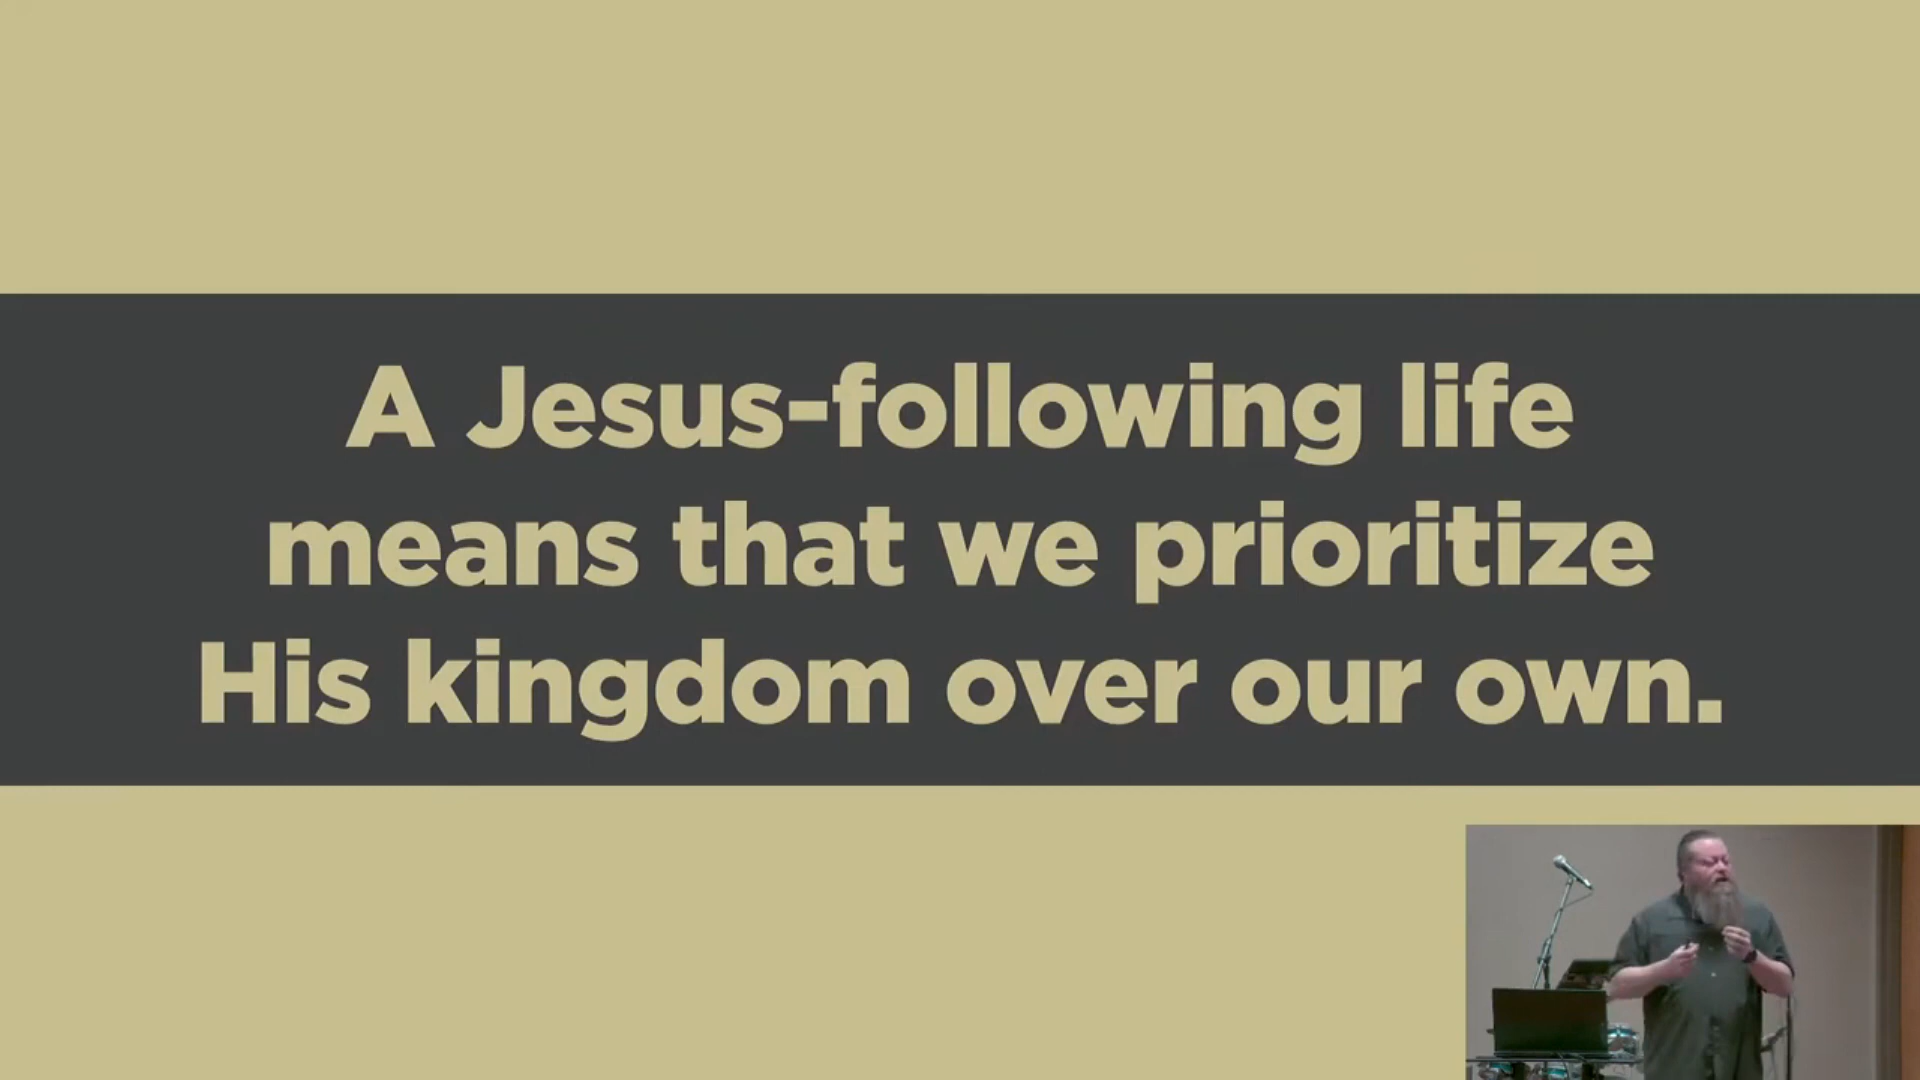 A Jesus-following life
means that we prioritize
His kingdom over our own.